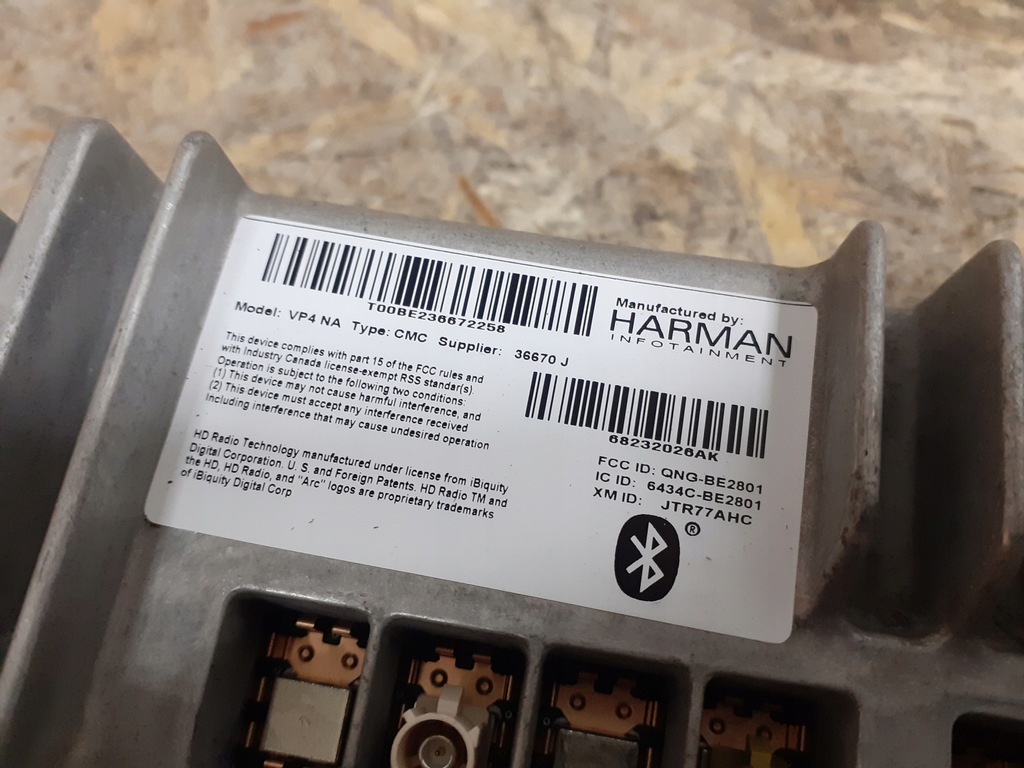 T00BE236672258
Model: VP4 NA Type: CMC Supplier: 36670 J
Manufactured by:
HARMAN
INFOTAINMENT
This device complies with part 15 of the FCC rules and
with Industry Canada license-exempt RSS standar(s).
Operation is subject to the following two conditions:
(1) This device may not cause harmful interference, and
(2) This device must accept any interference received
Including interference that may cause undesired operation
68232026AK
FCC ID: QNG-BE2801
IC ID: 6434C-BE2801
XM ID: JTR77AHC
HD Radio Technology manufactured under license from iBiquity
Digital Corporation. U. S. and Foreign Patents. HD Radio TM and
the HD, HD Radio, and "Arc" logos are proprietary trademarks
of iBiquity Digital Corp
®